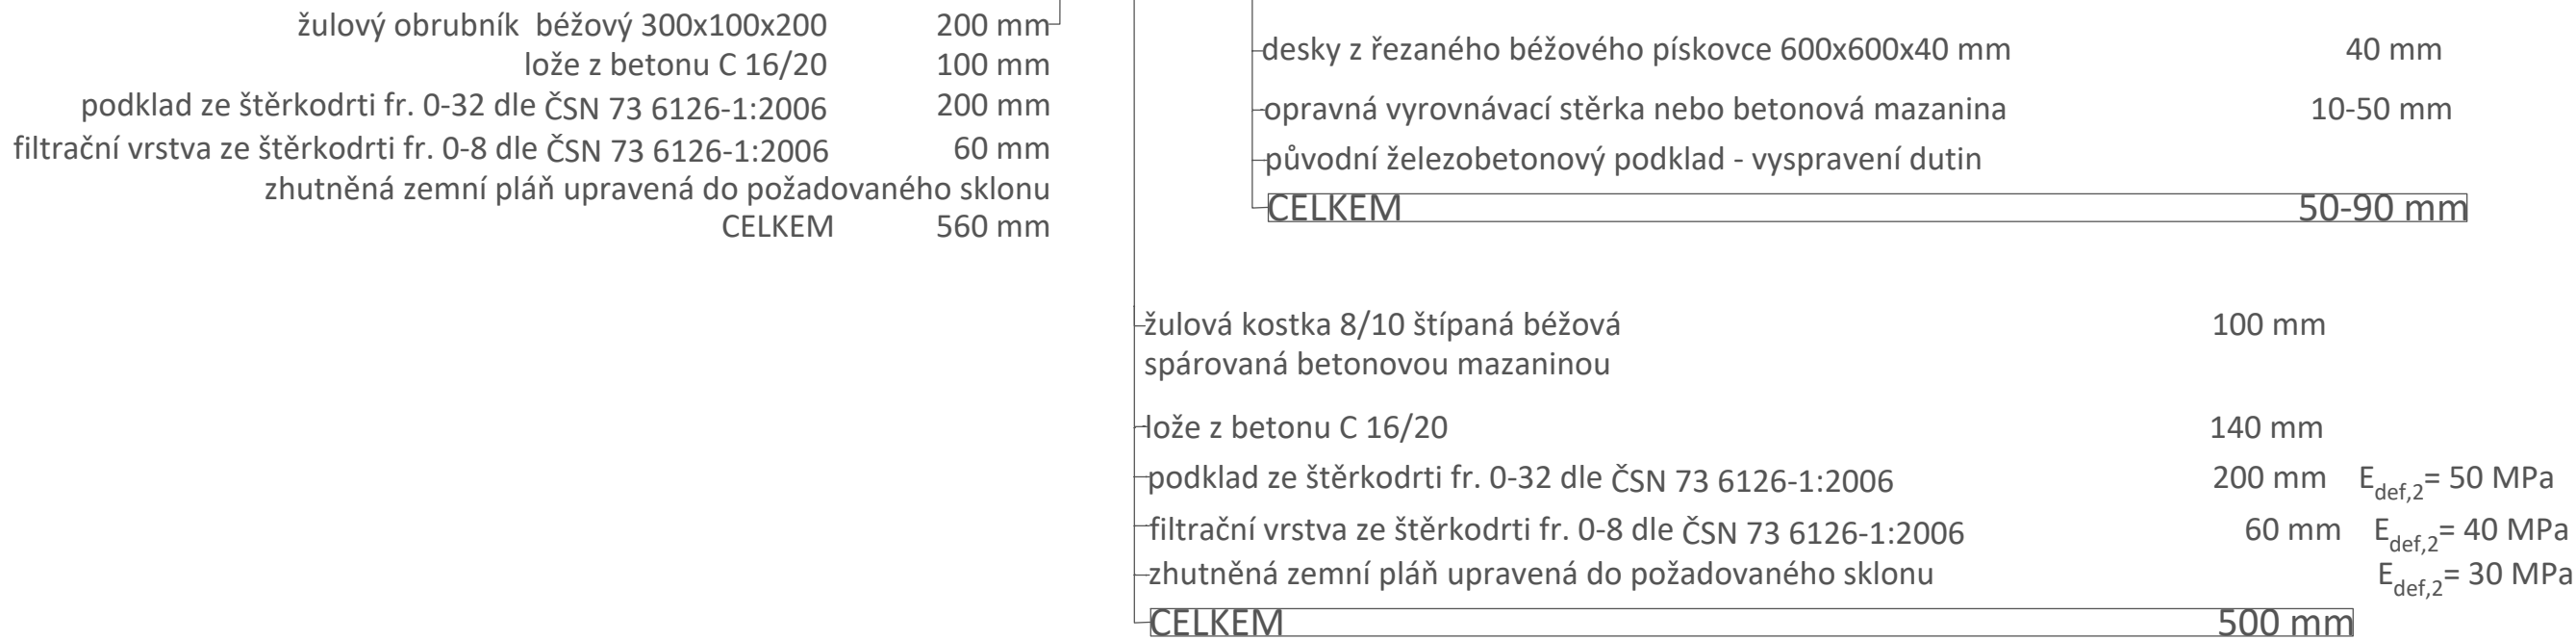 žulový obrubník béžový 300x100x200 200 mm
lože z betonu C 16/20 100 mm
podklad ze štěrkodrti fr. 0-32 dle ČSN 73 6126-1:2006 200 mm
filtrační vrstva ze štěrkodrti fr. 0-8 dle ČSN 73 6126-1:2006 60 mm
zhutněná zemní pláň upravená do požadovaného sklonu
CELKEM 560 mm
desky z řezaného béžového pískovce 600x600x40 mm 40 mm
opravná vyrovnávací stěrka nebo betonová mazanina 10-50 mm
původní železobetonový podklad - vyspravení dutin
CELKEM 50-90 mm
žulová kostka 8/10 štípaná béžová 100 mm
spárovaná betonovou mazaninou
lože z betonu C 16/20 140 mm
podklad ze štěrkodrti fr. 0-32 dle ČSN 73 6126-1:2006 200 mm Edef,2= 50 MPa
filtrační vrstva ze štěrkodrti fr. 0-8 dle ČSN 73 6126-1:2006 60 mm Edef,2= 40 MPa
zhutněná zemní pláň upravená do požadovaného sklonu Edef,2= 30 MPa
CELKEM 500 mm